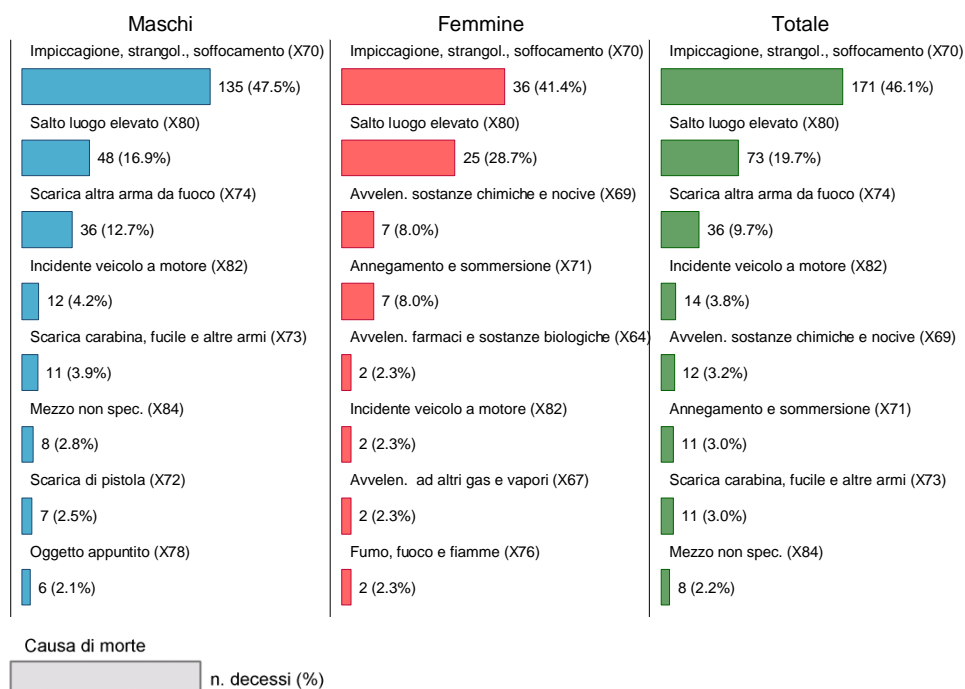 Maschi
Impiccagione, strangol., soffocamento (X70)
135 (47.5%)
Salto luogo elevato (X80)
48 (16.9%)
Scarica altra arma da fuoco (X74)
36 (12.7%)
Incidente veicolo a motore (X82)
12 (4.2%)
Scarica carabina, fucile e altre armi (X73)
11 (3.9%)
Mezzo non spec. (X84)
8 (2.8%)
Scarica di pistola (X72)
7 (2.5%)
Oggetto appuntito (X78)
6 (2.1%)
Femmine
Impiccagione, strangol., soffocamento (X70)
36 (41.4%)
Salto luogo elevato (X80)
25 (28.7%)
Avvelen. sostanze chimiche e nocive (X69)
7 (8.0%)
Annegamento e sommersione (X71)
7 (8.0%)
Avvelen. farmaci e sostanze biologiche (X64)
2 (2.3%)
Incidente veicolo a motore (X82)
2 (2.3%)
Avvelen. ad altri gas e vapori (X67)
2 (2.3%)
Fumo, fuoco e fiamme (X76)
2 (2.3%)
Totale
Impiccagione, strangol., soffocamento (X70)
171 (46.1%)
Salto luogo elevato (X80)
73 (19.7%)
Scarica altra arma da fuoco (X74)
36 (9.7%)
Incidente veicolo a motore (X82)
14 (3.8%)
Avvelen. sostanze chimiche e nocive (X69)
12 (3.2%)
Annegamento e sommersione (X71)
11 (3.0%)
Scarica carabina, fucile e altre armi (X73)
11 (3.0%)
Mezzo non spec. (X84)
8 (2.2%)
Causa di morte
n. decessi (%)